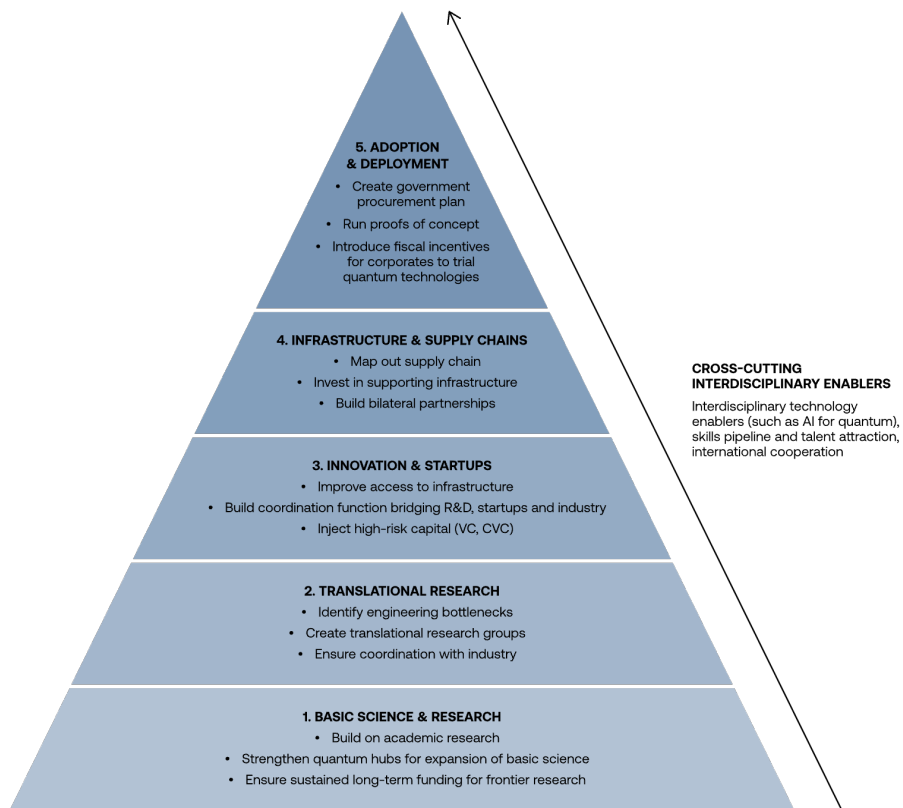 5. ADOPTION
& DEPLOYMENT
• Create government
procurement plan
• Run proofs of concept
• Introduce fiscal incentives
for corporates to trial
quantum technologies
4. INFRASTRUCTURE & SUPPLY CHAINS
• Map out supply chain
• Invest in supporting infrastructure
• Build bilateral partnerships
CROSS-CUTTING
INTERDISCIPLINARY ENABLERS
Interdisciplinary technology
enablers (such as AI for quantum),
skills pipeline and talent attraction,
international cooperation
3. INNOVATION & STARTUPS
• Improve access to infrastructure
• Build coordination function bridging R&D, startups and industry
• Inject high-risk capital (VC, CVC)
2. TRANSLATIONAL RESEARCH
• Identify engineering bottlenecks
• Create translational research groups
• Ensure coordination with industry
1. BASIC SCIENCE & RESEARCH
• Build on academic research
• Strengthen quantum hubs for expansion of basic science
• Ensure sustained long-term funding for frontier research